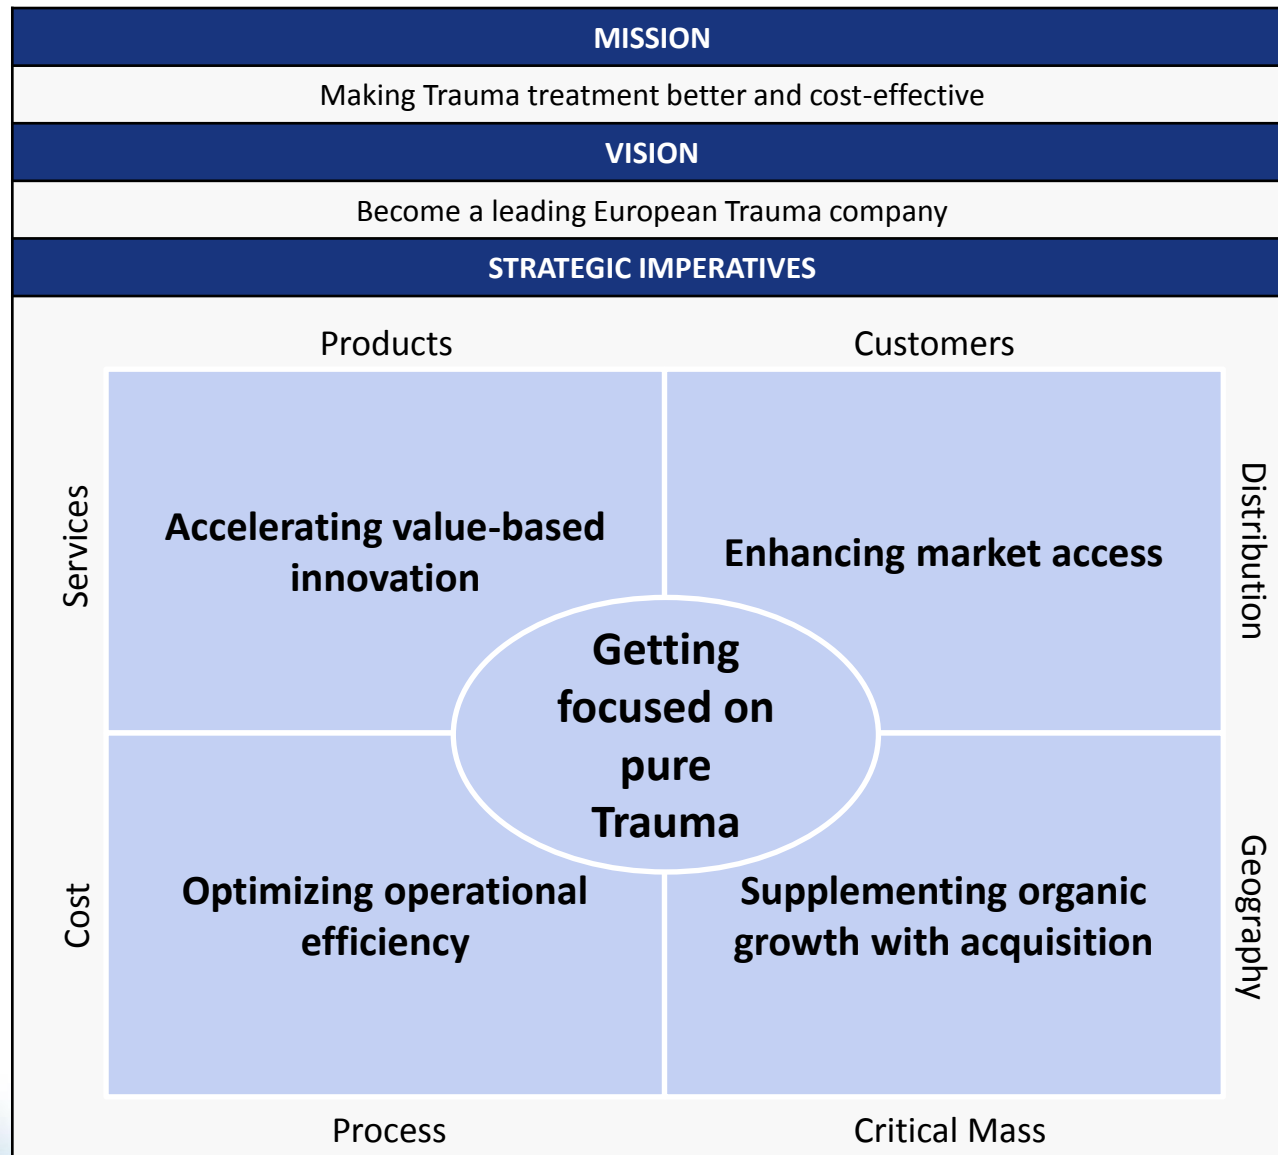 MISSION
Making Trauma treatment better and cost-effective
VISION
Become a leading European Trauma company
STRATEGIC IMPERATIVES
Products
Customers
Services
Accelerating value-based
innovation
Enhancing market access
Distribution
Getting
focused on
pure
Trauma
Cost
Optimizing operational
efficiency
Supplementing organic
growth with acquisition
Geography
Process
Critical Mass